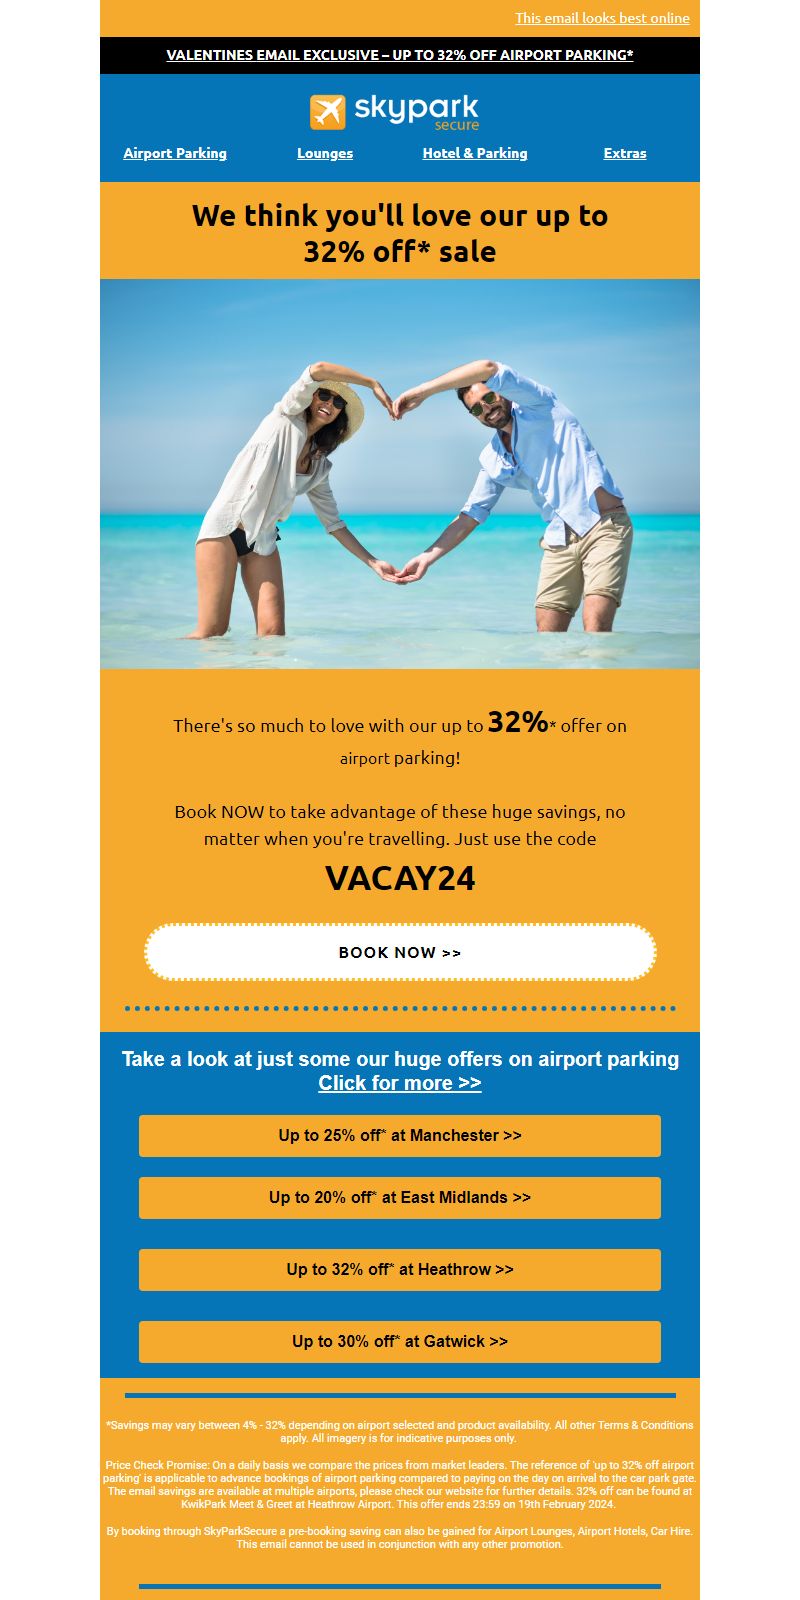 This email looks best online
VALENTINES EMAIL EXCLUSIVE – UP TO 32% OFF AIRPORT PARKING*
skypark
secure
Airport Parking Lounges Hotel & Parking Extras
We think you'll love our up to
32% off* sale
There's so much to love with our up to 32%* offer on
airport parking!
Book NOW to take advantage of these huge savings, no
matter when you're travelling. Just use the code
VACAY24
BOOK NOW >>
Take a look at just some our huge offers on airport parking
Click for more >>
Up to 25% off* at Manchester >>
Up to 20% off* at East Midlands >>
Up to 32% off* at Heathrow >>
Up to 30% off* at Gatwick >>
*Savings may vary between 4% - 32% depending on airport selected and product availability. All other Terms & Conditions
apply. All imagery is for indicative purposes only.
Price Check Promise: On a daily basis we compare the prices from market leaders. The reference of 'up to 32% off airport
parking' is applicable to advance bookings of airport parking compared to paying on the day on arrival to the car park gate.
The email savings are available at multiple airports, please check our website for further details. 32% off can be found at
KwikPark Meet & Greet at Heathrow Airport. This offer ends 23:59 on 19th February 2024.
By booking through SkyParkSecure a pre-booking saving can also be gained for Airport Lounges, Airport Hotels, Car Hire.
This email cannot be used in conjunction with any other promotion.